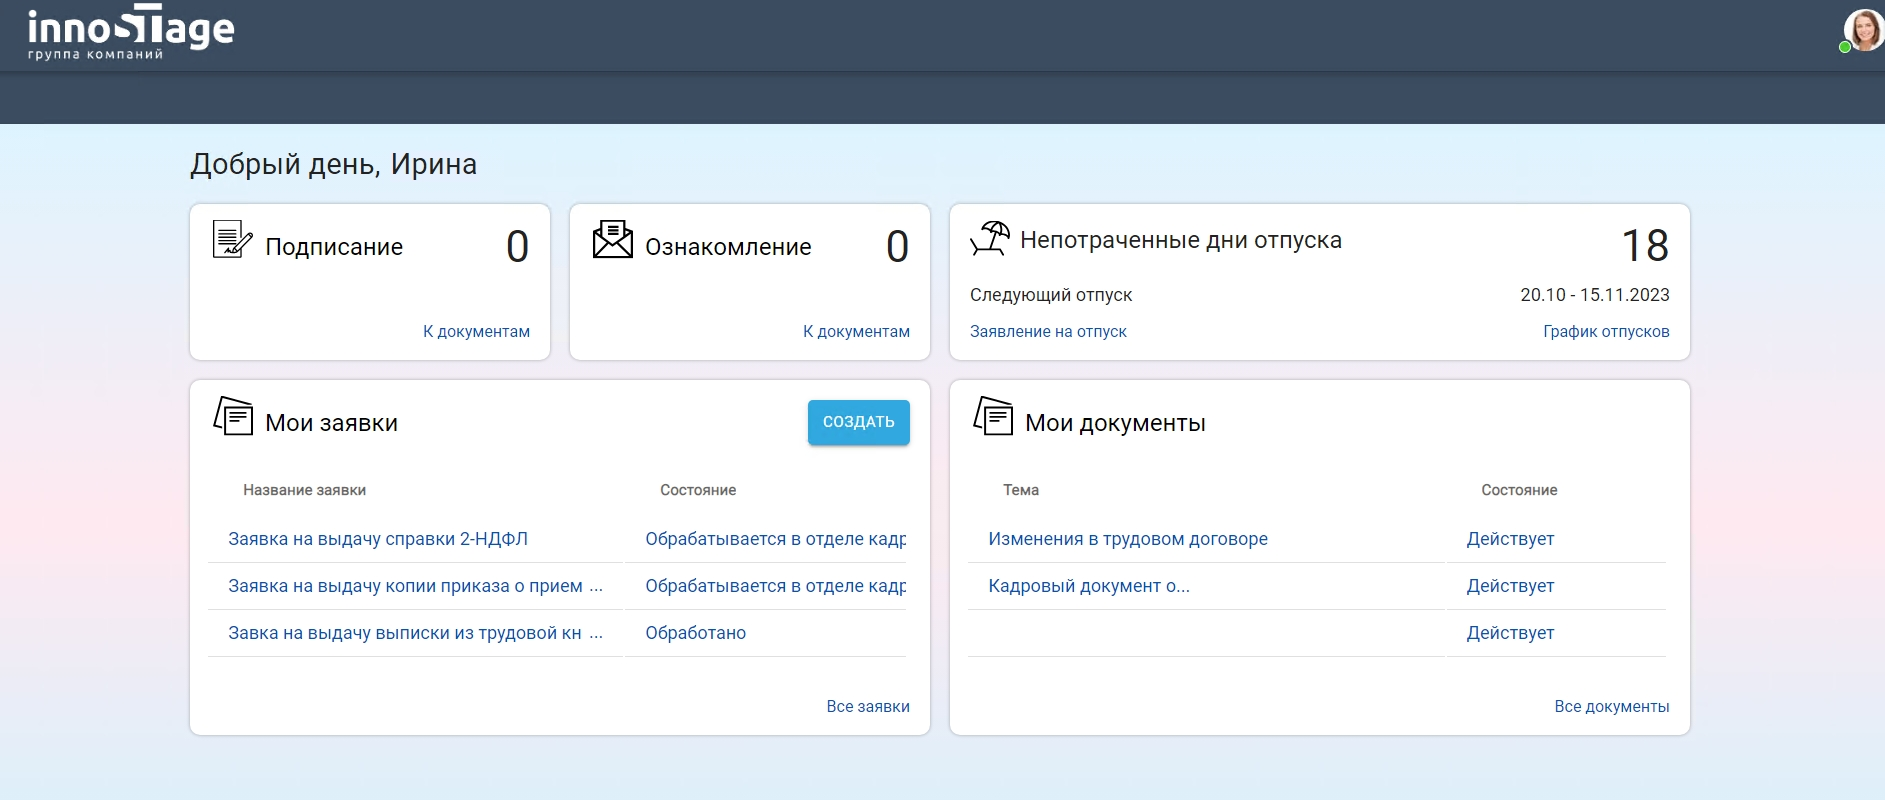 innostage
группа компаний
Добрый день, Ирина
Подписание 0
К документам
Ознакомление 0
К документам
Непотраченные дни отпуска 18
Следующий отпуск 20.10 - 15.11.2023
Заявление на отпуск График отпусков
Мои заявки СОЗДАТЬ
Название заявки Состояние
Заявка на выдачу справки 2-НДФЛ Обрабатывается в отделе кадр
Заявка на выдачу копии приказа о прием ... Обрабатывается в отделе кадр
Завка на выдачу выписки из трудовой кн ... Обработано
Все заявки
Мои документы
Тема Состояние
Изменения в трудовом договоре Действует
Кадровый документ о... Действует
Действует
Все документы